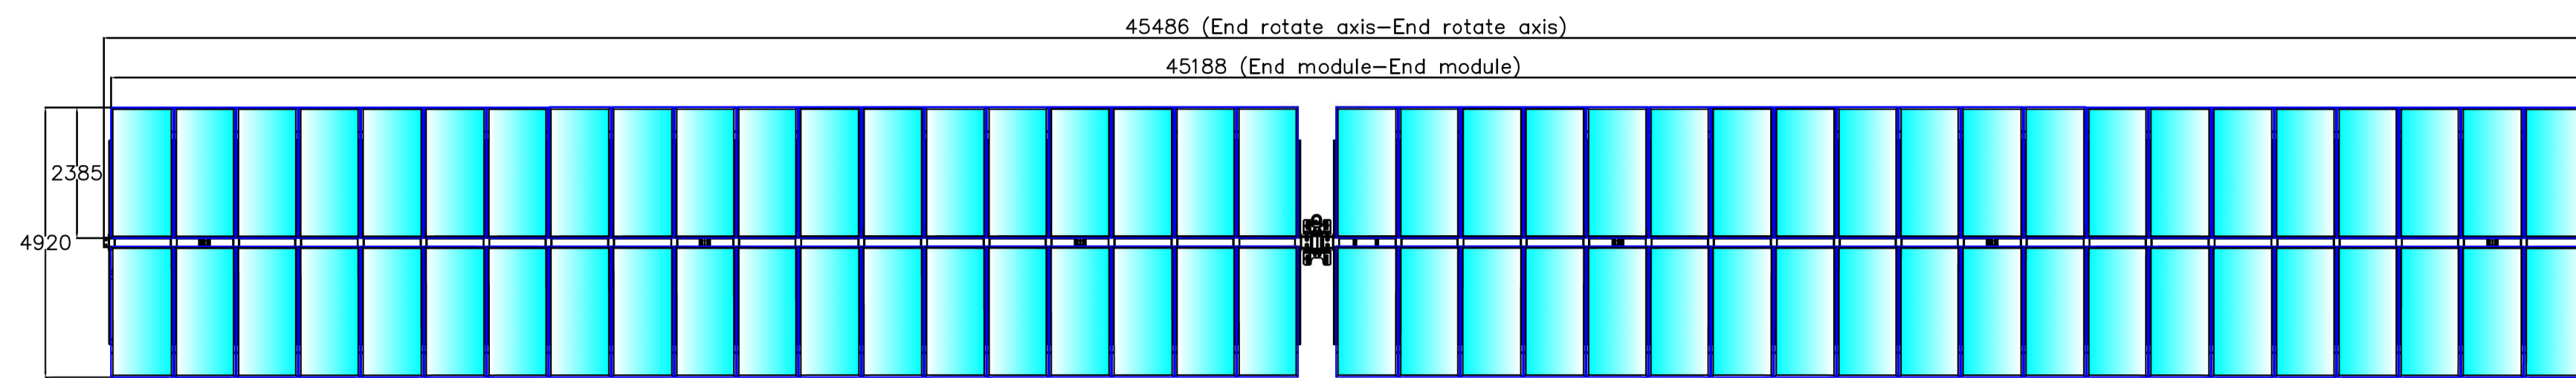 45486 (End rotate axis-End rotate axis)
45188 (End module-End module)
2385
4920